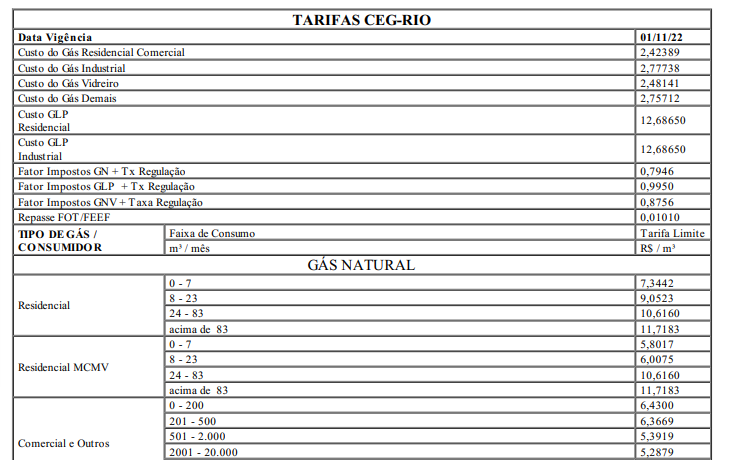 TARIFAS CEG-RIO
Data Vigência 01/11/22
Custo do Gás Residencial Comercial 2,42389
Custo do Gás Industrial 2,77738
Custo do Gás Vidreiro 2,48141
Custo do Gás Demais 2,75712
Custo GLP
Residencial 12,68650
Custo GLP
Industrial 12,68650
Fator Impostos GN + Tx Regulação 0,7946
Fator Impostos GLP + Tx Regulação 0,9950
Fator Impostos GNV + Taxa Regulação 0,8756
Repasse FOT/FEEF 0,01010
TIPO DE GÁS / Faixa de Consumo Tarifa Limite
CONSUMIDOR m³ / mês R$ / m³
GÁS NATURAL
Residencial
0 - 7 7,3442
8 - 23 9,0523
24 - 83 10,6160
acima de 83 11,7183
Residencial MCMV
0 - 7 5,8017
8 - 23 6,0075
24 - 83 10,6160
acima de 83 11,7183
Comercial e Outros
0 - 200 6,4300
201 - 500 6,3669
501 - 2.000 5,3919
2001 - 20.000 5,2879